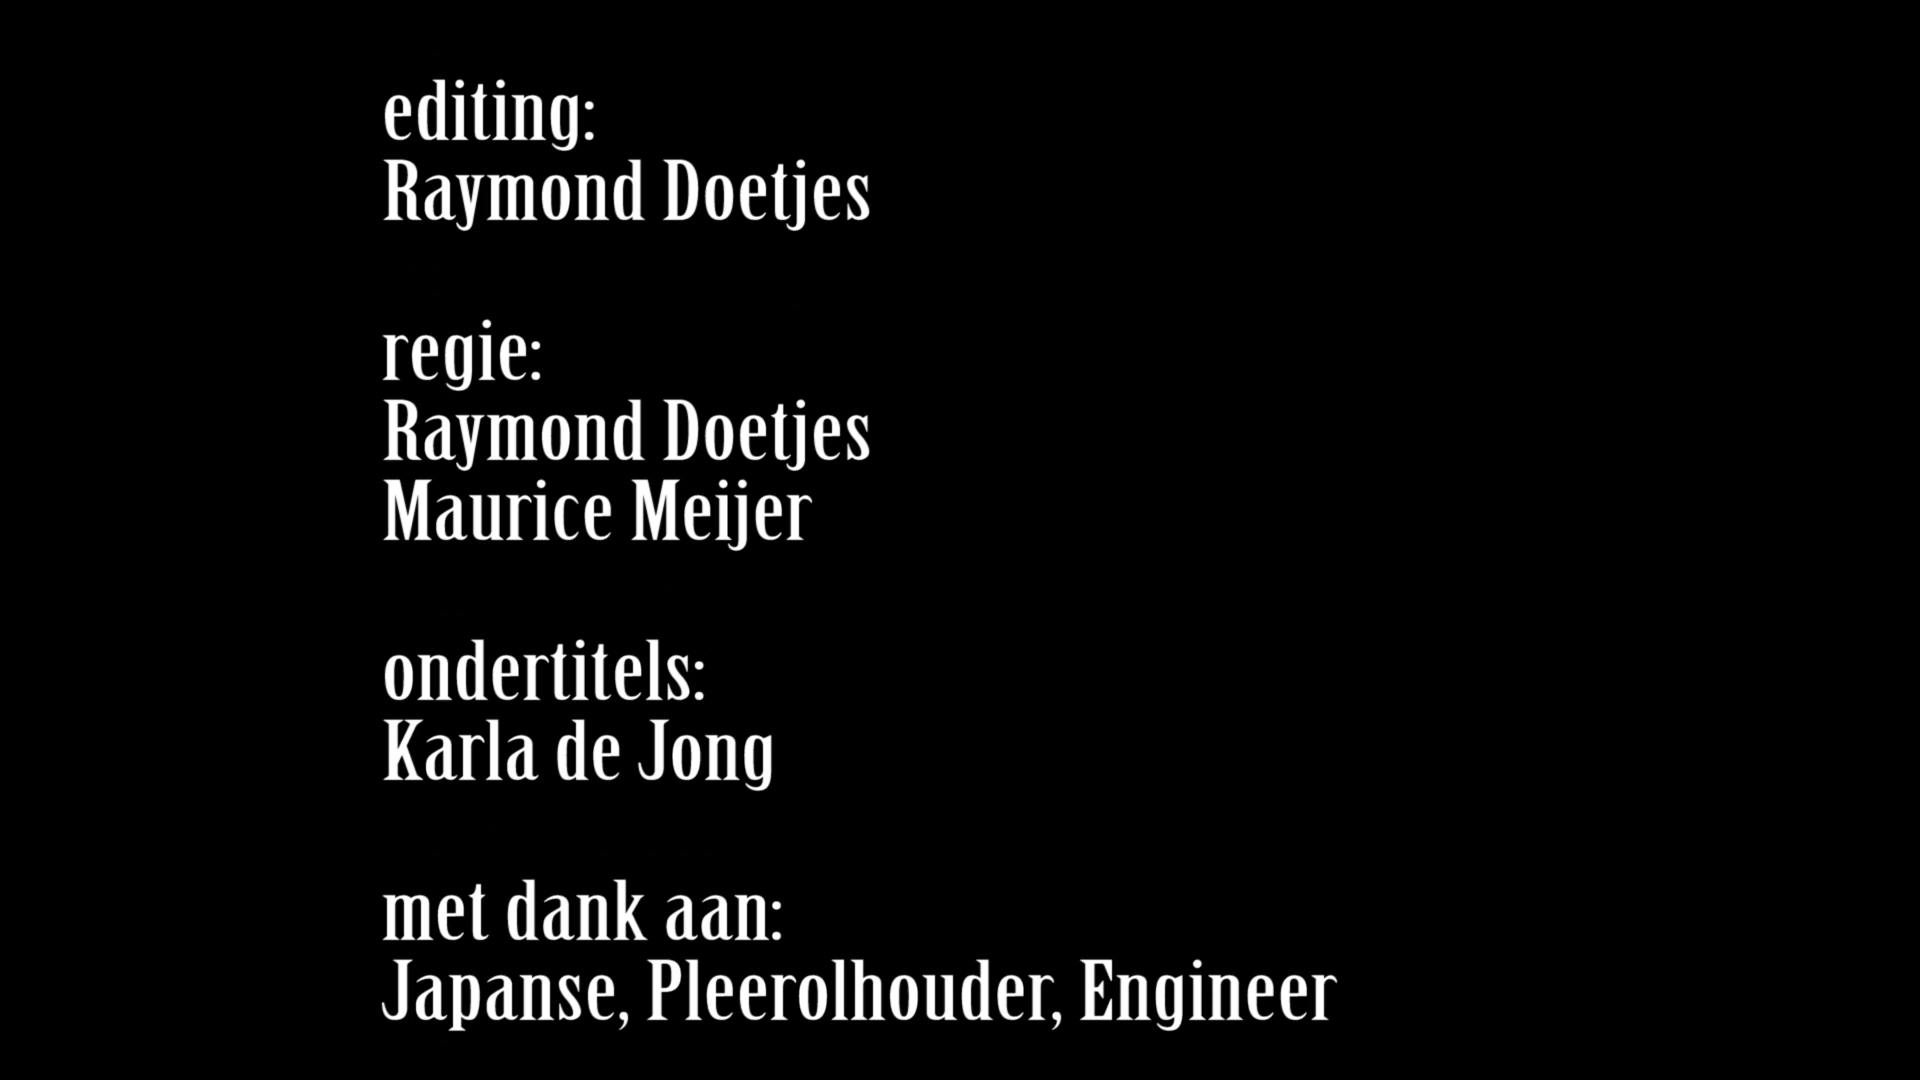 editing:
Raymond Doetjes
regie:
Raymond Doetjes
Maurice Meijer
ondertitels:
Karla de Jong
met dank aan:
Japanse, Pleerolhouder, Engineer